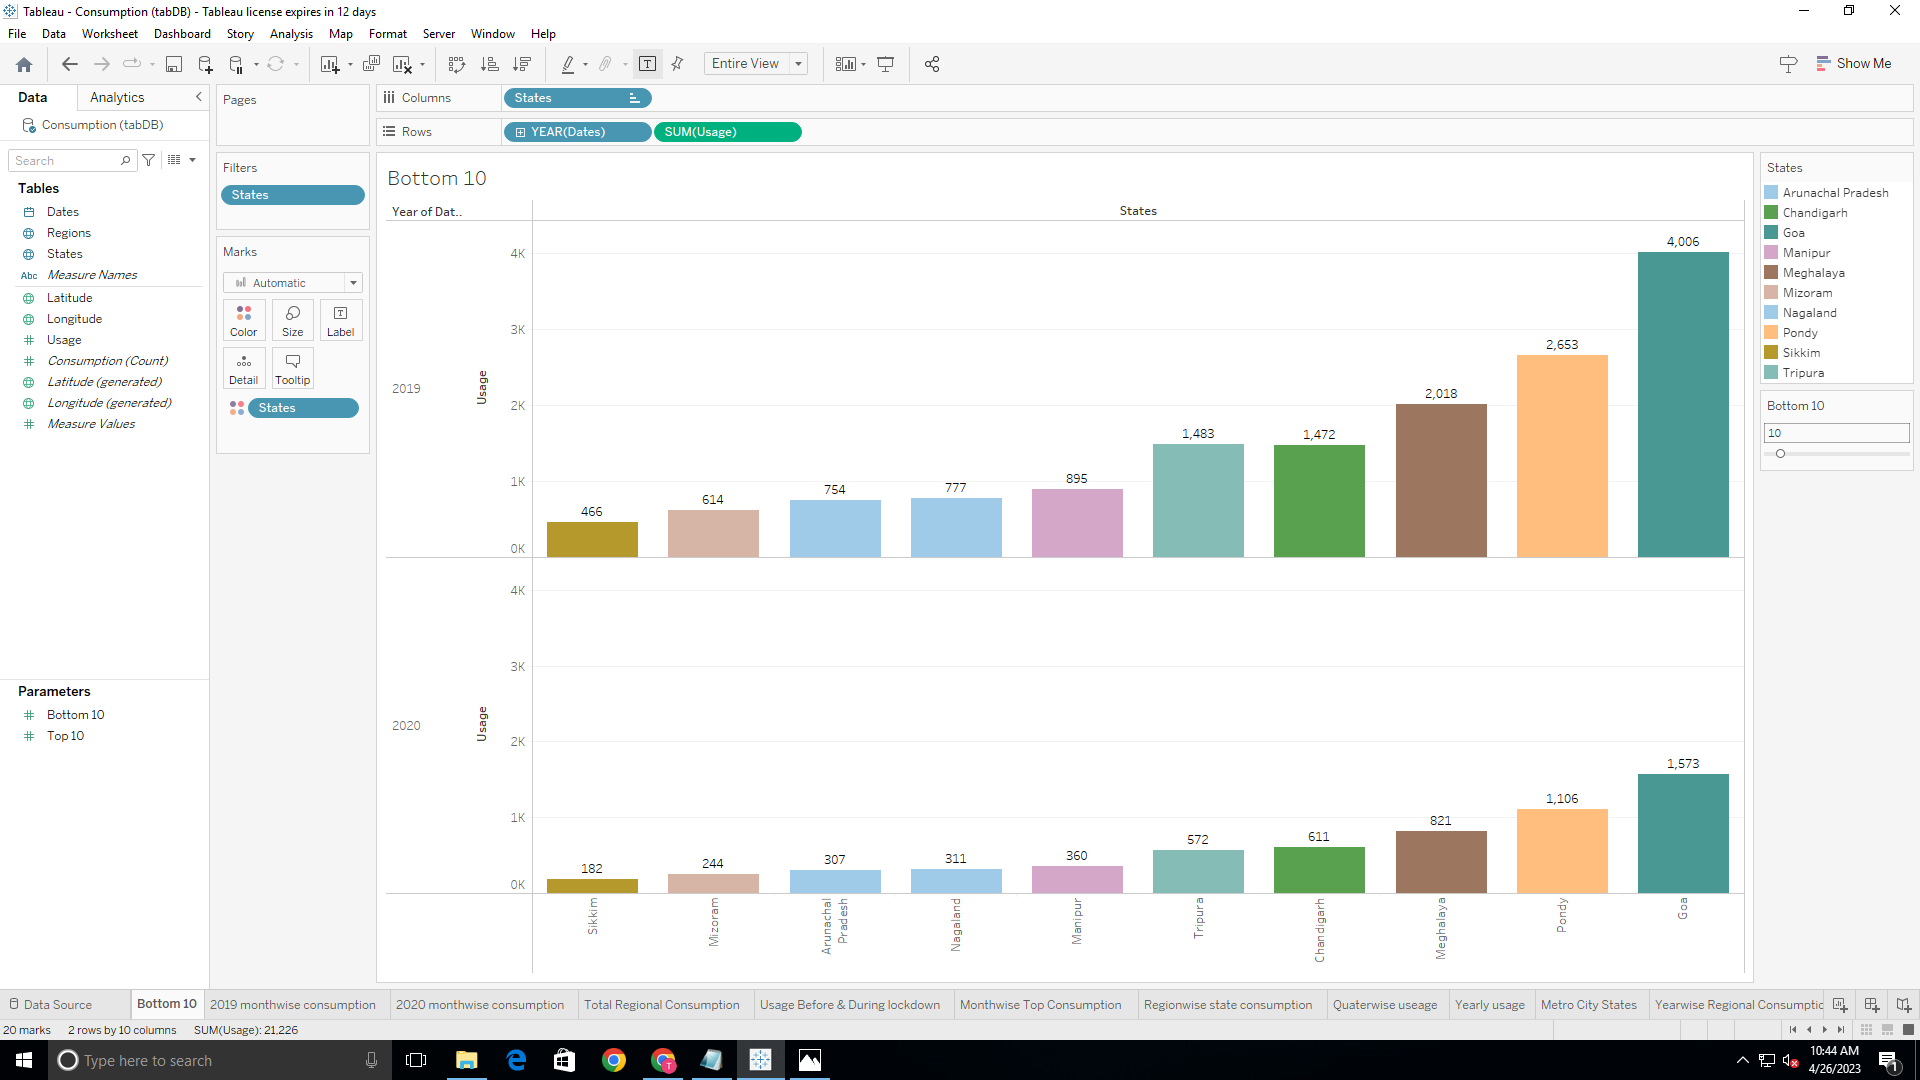 Tableau - Consumption (tabDB) - Tableau license expires in 12 days
File Data Worksheet Dashboard Story Analysis Map Format Server Window Help
Entire View
Show Me
Data Analytics
Consumption (tabDB)
Search
Tables
Dates
Regions
States
Abc Measure Names
Latitude
Longitude
Usage
Consumption (Count)
Latitude (generated)
Longitude (generated)
Measure Values
Parameters
Bottom 10
Top 10
Pages
Filters
States
Marks
Automatic
Color Size Label
Detail Tooltip
States
Columns States
Rows YEAR(Dates) SUM(Usage)
Bottom 10
Year of Dat.. States
2019
Usage
4K
3K
2K
1K
0K
466 614 754 777 895 1,483 1,472 2,018 2,653 4,006
2020
Usage
4K
3K
2K
1K
0K
182 244 307 311 360 572 611 821 1,106 1,573
Sikkim
Mizoram
Arunachal
Pradesh
Nagaland
Manipur
Tripura
Chandigarh
Meghalaya
Pondy
Goa
States
Arunachal Pradesh
Chandigarh
Goa
Manipur
Meghalaya
Mizoram
Nagaland
Pondy
Sikkim
Tripura
Bottom 10
10
Data Source Bottom 10 2019 monthwise consumption 2020 monthwise consumption Total Regional Consumption Usage Before & During lockdown Monthwise Top Consumption Regionwise state consumption Quaterwise useage Yearly usage Metro City States Yearwise Regional Consumptic
20 marks 2 rows by 10 columns SUM(Usage): 21,226
Type here to search
T
10:44 AM
4/26/2023
1